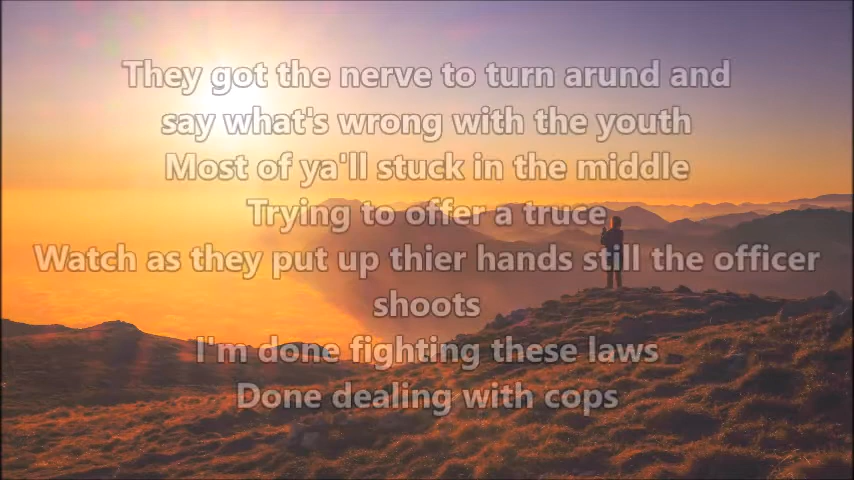 They got the nerve to turn arund and
say what's wrong with the youth
Most of ya'll stuck in the middle
Trying to offer a truce
Watch as they put up thier hands still the officer
shoots
I'm done fighting these laws
Done dealing with cops